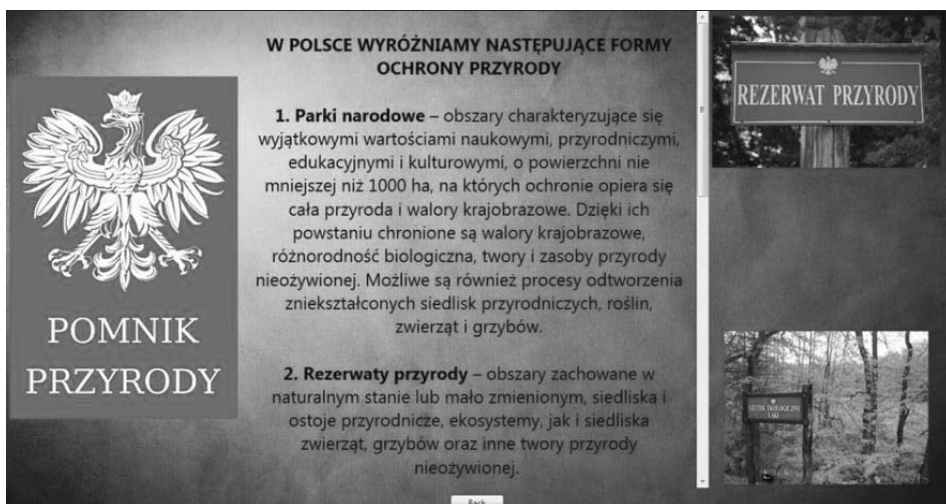 W POLSCE WYRÓŻNIAMY NASTĘPUJĄCE FORMY
OCHRONY PRZYRODY
1. Parki narodowe – obszary charakteryzujące się
wyjątkowymi wartościami naukowymi, przyrodniczymi,
edukacyjnymi i kulturowymi, o powierzchni nie
mniejszej niż 1000 ha, na których ochronie opiera się
cała przyroda i walory krajobrazowe. Dzięki ich
powstaniu chronione są walory krajobrazowe,
różnorodność biologiczna, twory i zasoby przyrody
nieożywionej. Możliwe są również procesy odtworzenia
zniekształconych siedlisk przyrodniczych, roślin,
zwierząt i grzybów.
2. Rezerwaty przyrody – obszary zachowane w
naturalnym stanie lub mało zmienionym, siedliska i
ostoje przyrodnicze, ekosystemy, jak i siedliska
zwierząt, grzybów oraz inne twory przyrody
nieożywionej.
POMNIK
PRZYRODY
REZERWAT PRZYRODY
UŻYTEK EKOLOGICZNY
Back